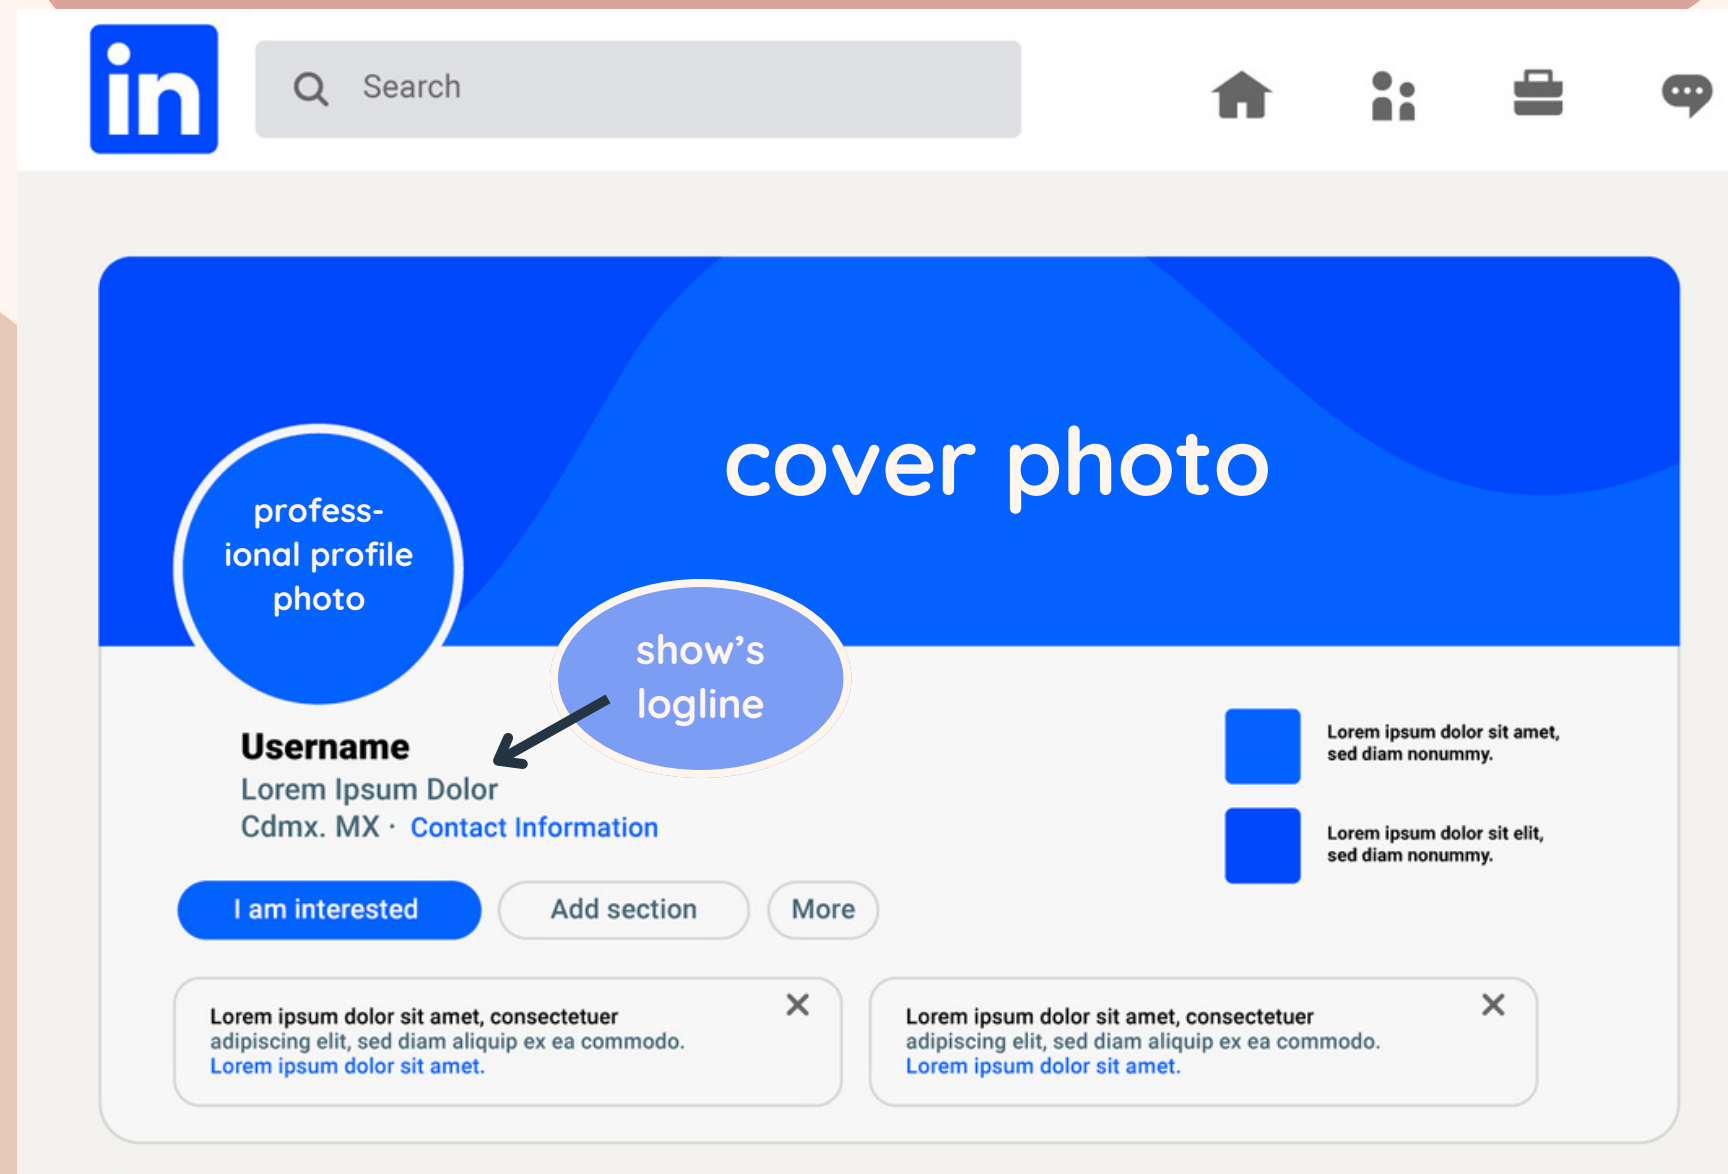 in
Search
cover photo
profess-
ional profile
photo
show’s
logline
Username
Lorem Ipsum Dolor
Cdmx. MX · Contact Information
Lorem ipsum dolor sit amet,
sed diam nonummy.
Lorem ipsum dolor sit elit,
sed diam nonummy.
I am interested
Add section
More
Lorem ipsum dolor sit amet, consectetuer
adipiscing elit, sed diam aliquip ex ea commodo.
Lorem ipsum dolor sit amet.
Lorem ipsum dolor sit amet, consectetuer
adipiscing elit, sed diam aliquip ex ea commodo.
Lorem ipsum dolor sit amet.